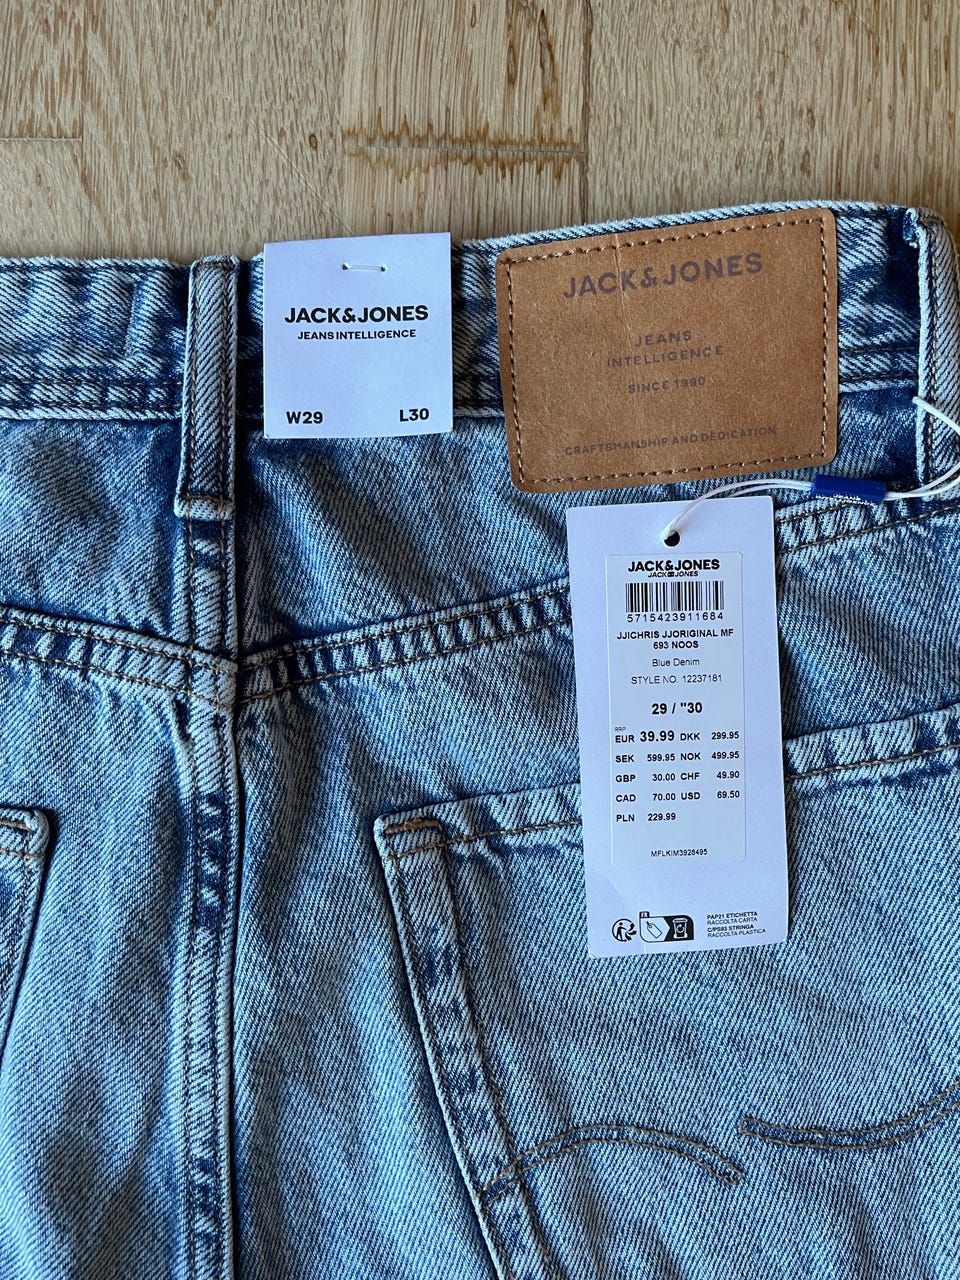 JACK&JONES
JEANS INTELLIGENCE
W29 L30
JACK&JONES
JEANS
INTELLIGENCE
SINCE 1990
CRAFTSMANSHIP AND DEDICATION
JACK&JONES
JACK&JONES
5715423911684
JJICHRIS JJORIGINAL MF
693 NOOS
Blue Denim
STYLE NO. 12237181
29 / "30
RRP
EUR 39.99 DKK 299.95
SEK 599.95 NOK 499.95
GBP 30.00 CHF 49.90
CAD 70.00 USD 69.50
PLN 229.99
MFLKIM3928495
FR
PAP21 ETICHETTA
RACCOLTA CARTA
C/PS93 STRINGA
RACCOLTA PLASTICA